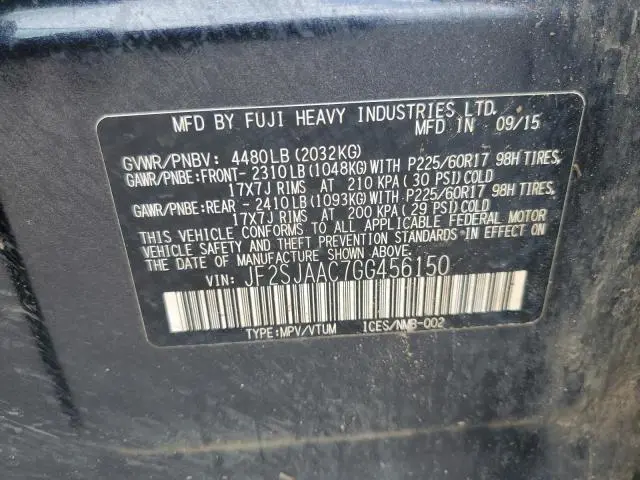 MFD BY FUJI HEAVY INDUSTRIES LTD.
MFD IN 09/15
GVWR/PNBV: 4480LB(2032KG)
GAWR/PNBE:FRONT- 2310LB(1048KG)WITH P225/60R17 98H TIRES,
17X7J RIMS AT 210 KPA(30 PSI)COLD
GAWR/PNBE:REAR - 2410LB(1093KG)WITH P225/60R17 98H TIRES,
17X7J RIMS AT 200 KPA(29 PSI)COLD
THIS VEHICLE CONFORMS TO ALL APPLICABLE FEDERAL MOTOR
VEHICLE SAFETY AND THEFT PREVENTION STANDARDS IN EFFECT ON THE DATE OF
MANUFACTURE SHOWN ABOVE.
VIN: JF2SJAAC7GG456150
TYPE:MPV/VTUM ICES/NMB-002